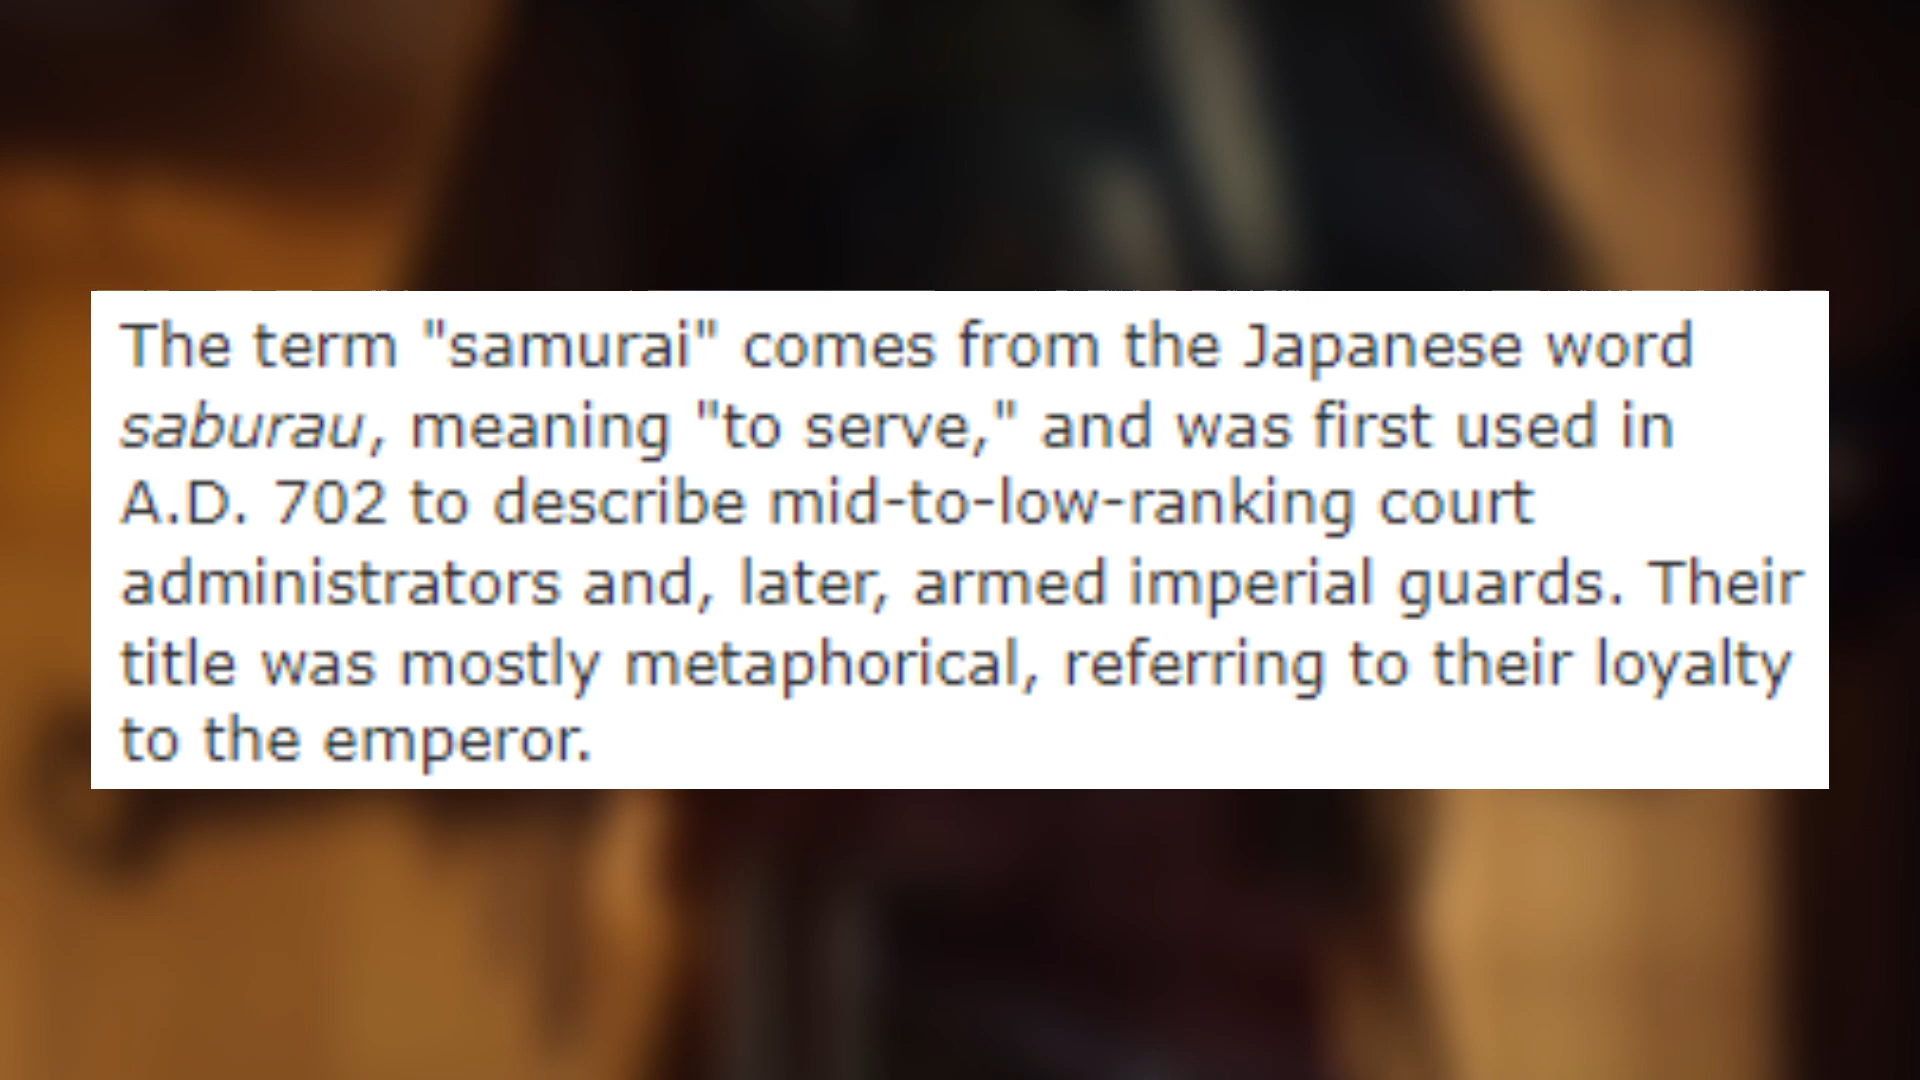 The term "samurai" comes from the Japanese word
saburau, meaning "to serve," and was first used in
A.D. 702 to describe mid-to-low-ranking court
administrators and, later, armed imperial guards. Their
title was mostly metaphorical, referring to their loyalty
to the emperor.